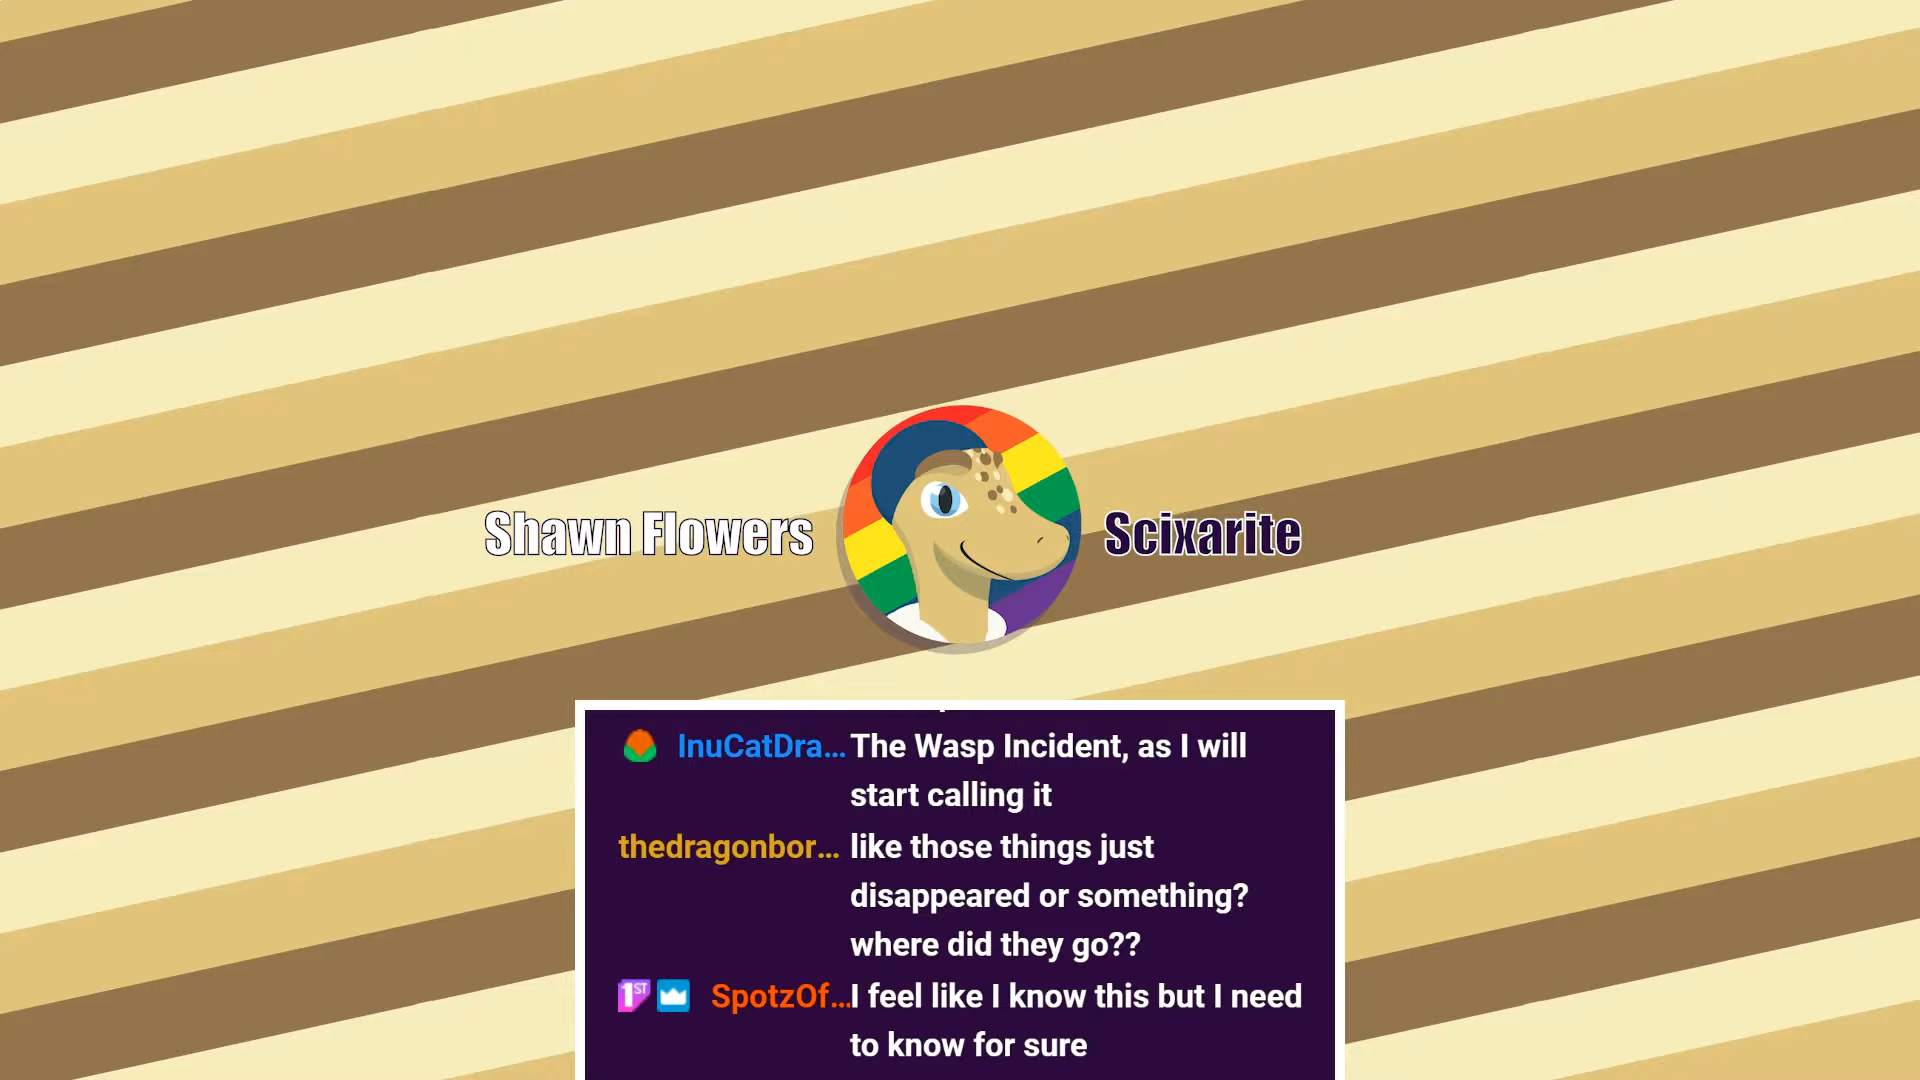 Shawn Flowers
Scixarite
InuCatDra... The Wasp Incident, as I will
start calling it
thedragonbor... like those things just
disappeared or something?
where did they go??
1ST SpotzOf... I feel like I know this but I need
to know for sure